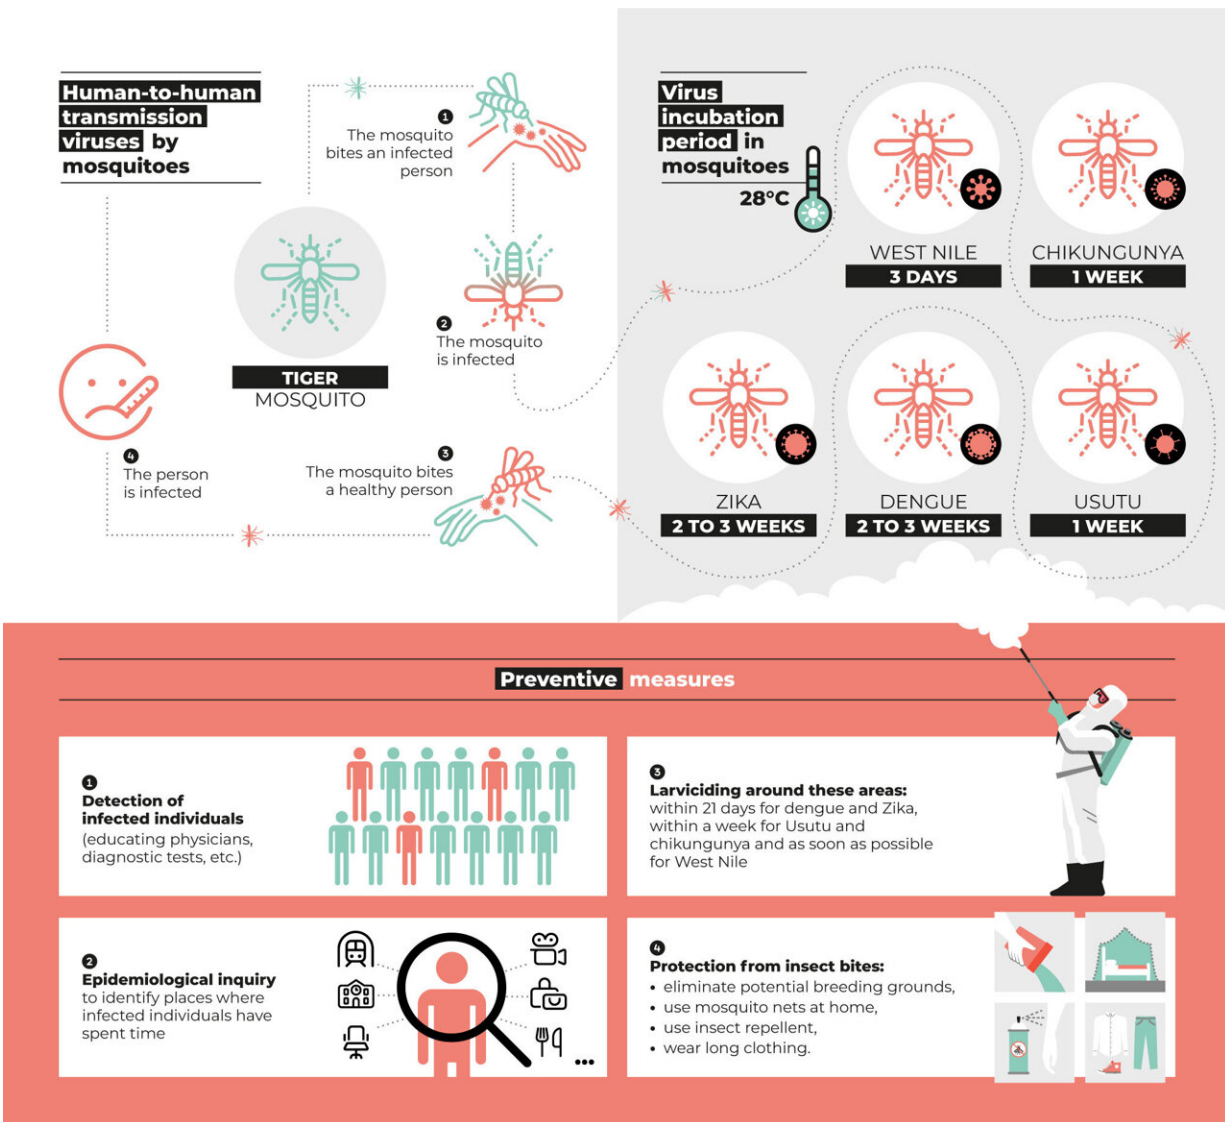 Human-to-human
transmission
viruses by
mosquitoes
1
The mosquito
bites an infected
person
2
The mosquito
is infected
TIGER
MOSQUITO
3
The mosquito bites
a healthy person
4
The person
is infected
Virus
incubation
period in
mosquitoes
28°C
WEST NILE
3 DAYS
CHIKUNGUNYA
1 WEEK
ZIKA
2 TO 3 WEEKS
DENGUE
2 TO 3 WEEKS
USUTU
1 WEEK
Preventive measures
1
Detection of
infected individuals
(educating physicians,
diagnostic tests, etc.)
2
Epidemiological inquiry
to identify places where
infected individuals have
spent time
...
3
Larviciding around these areas:
within 21 days for dengue and Zika,
within a week for Usutu and
chikungunya and as soon as possible
for West Nile
4
Protection from insect bites:
• eliminate potential breeding grounds,
• use mosquito nets at home,
• use insect repellent,
• wear long clothing.